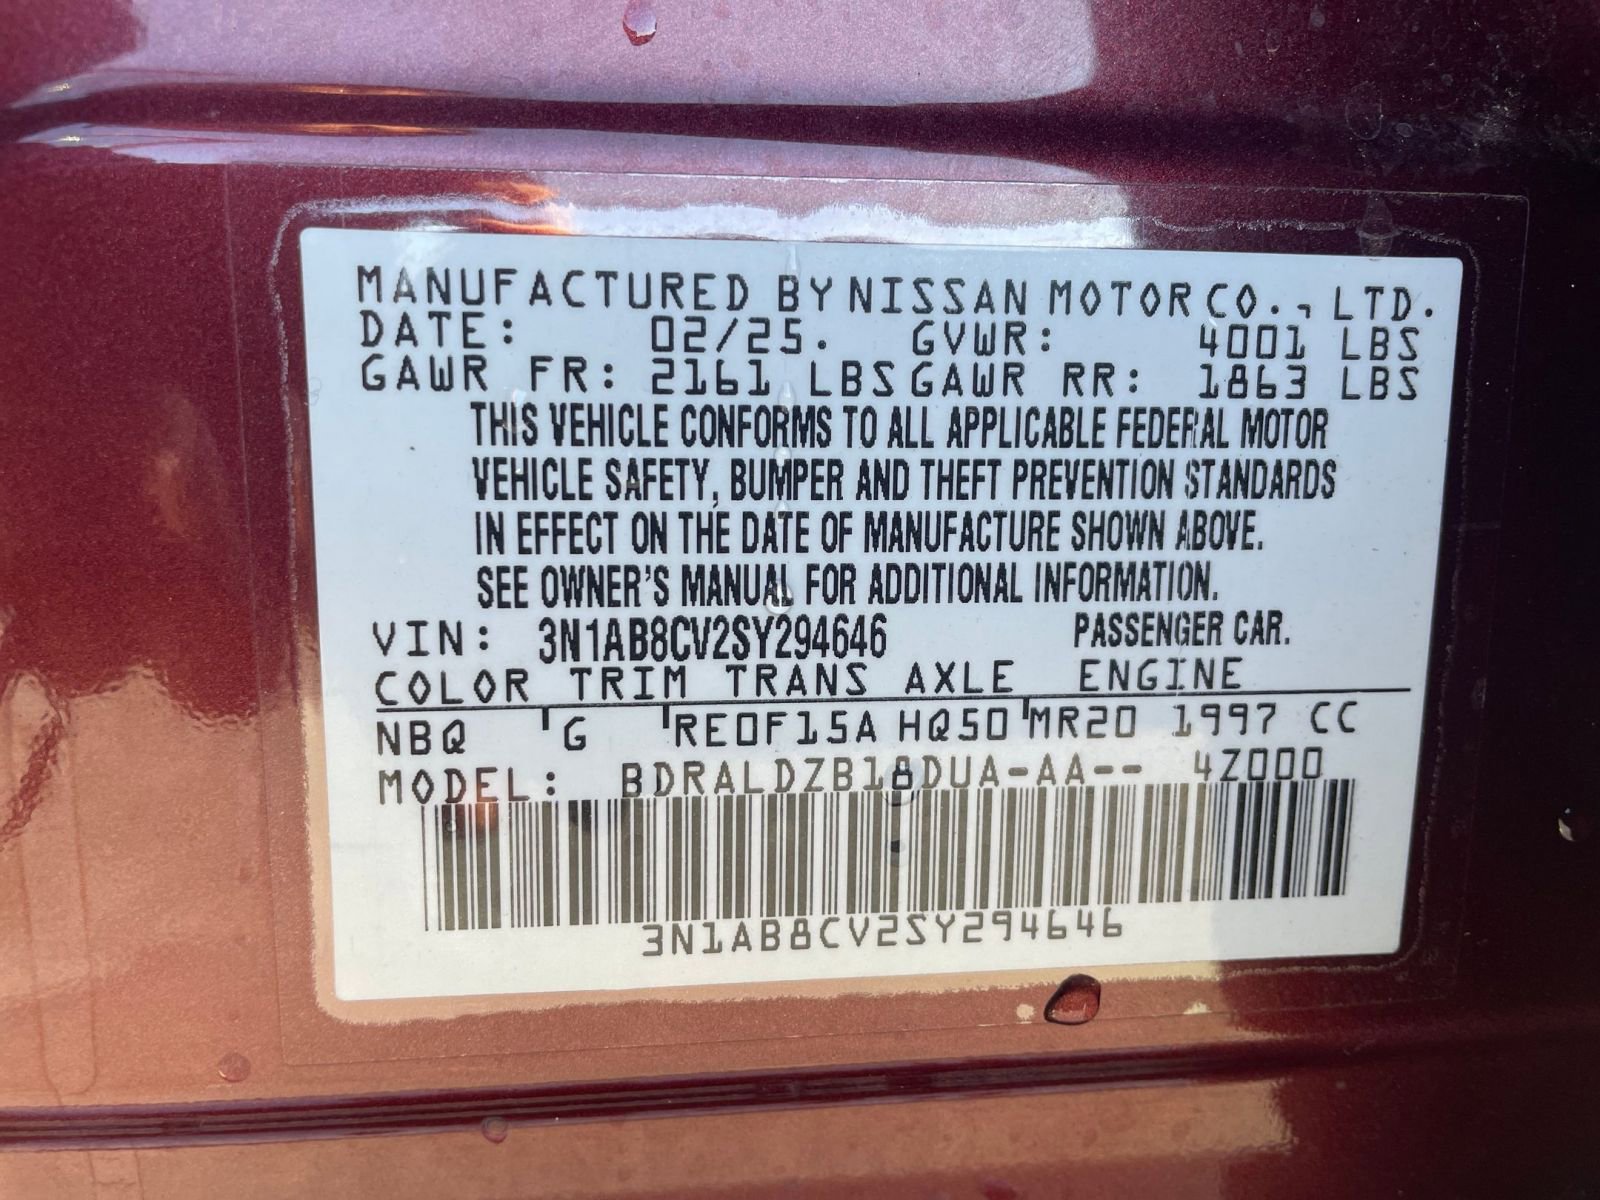 MANUFACTURED BY NISSAN MOTOR CO., LTD.
DATE: 02/25. GVWR: 4001 LBS
GAWR FR: 2161 LBS GAWR RR: 1863 LBS
THIS VEHICLE CONFORMS TO ALL APPLICABLE FEDERAL MOTOR
VEHICLE SAFETY, BUMPER AND THEFT PREVENTION STANDARDS
IN EFFECT ON THE DATE OF MANUFACTURE SHOWN ABOVE.
SEE OWNER'S MANUAL FOR ADDITIONAL INFORMATION.
VIN: 3N1AB8CV2SY294646 PASSENGER CAR.
COLOR TRIM TRANS AXLE ENGINE
NBQ G RE0F15A HQ50 MR20 1997 CC
MODEL: BDRALDZB18DUA-AA-- 4Z000
3N1AB8CV2SY294646